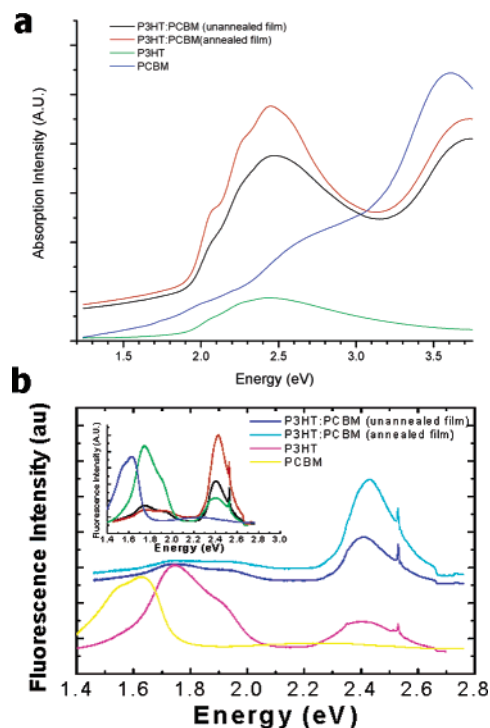 a
P3HT:PCBM (unannealed film)
P3HT:PCBM(annealed film)
P3HT
PCBM
Absorption Intensity (A.U.)
1.5 2.0 2.5 3.0 3.5
Energy (eV)
b
P3HT:PCBM (unannealed film)
P3HT:PCBM (annealed film)
P3HT
PCBM
Fluorescence Intensity (A.U.)
1.4 1.6 1.8 2.0 2.2 2.4 2.6 2.8 3.0
Energy (eV)
Fluorescence Intensity (au)
1.4 1.6 1.8 2.0 2.2 2.4 2.6 2.8
Energy (eV)